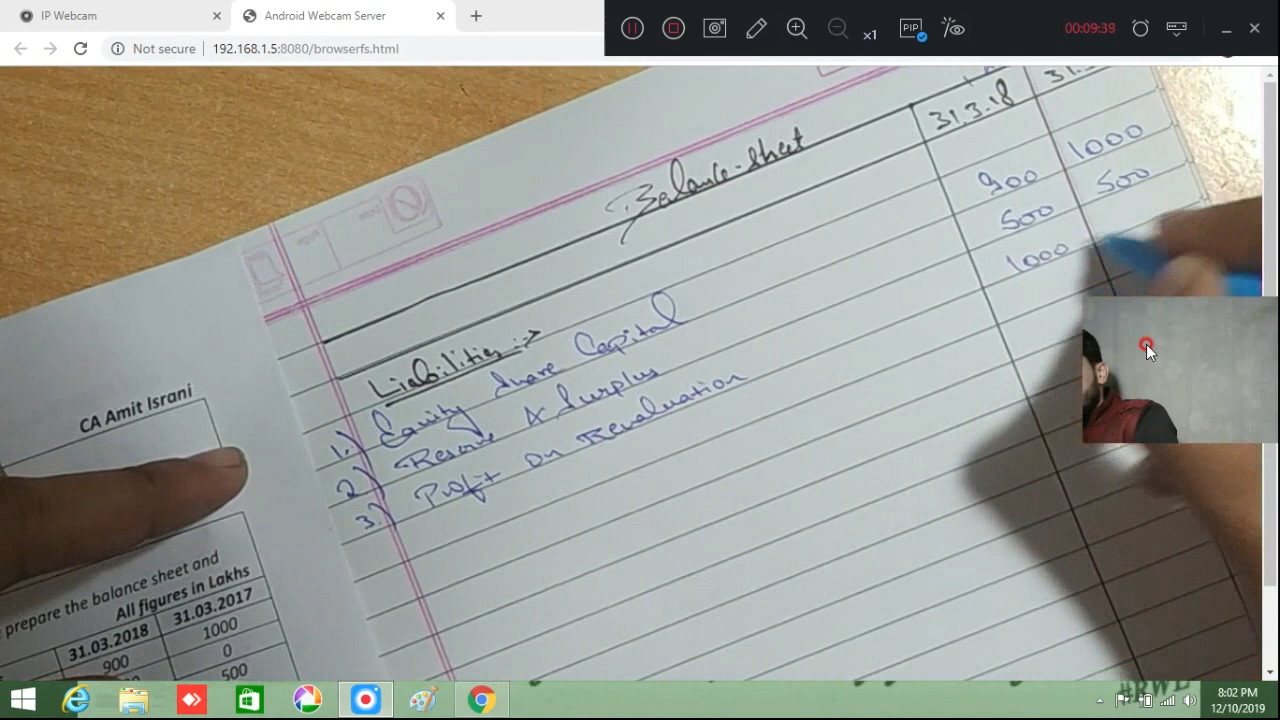 IP Webcam
Android Webcam Server
Not secure
192.168.1.5:8080/browserfs.html
x1
PIP
00:09:39
Balance-Sheet
31.3.18
31.
Liabilities :→
1.) Equity Share Capital 900 1000
2) Reserve & Surplus 500 500
3.) Profit on Revaluation 1000
CA Amit Israni
prepare the balance sheet and
All figures in Lakhs
31.03.2018 31.03.2017
900 1000
0
500
8:02 PM
12/10/2019